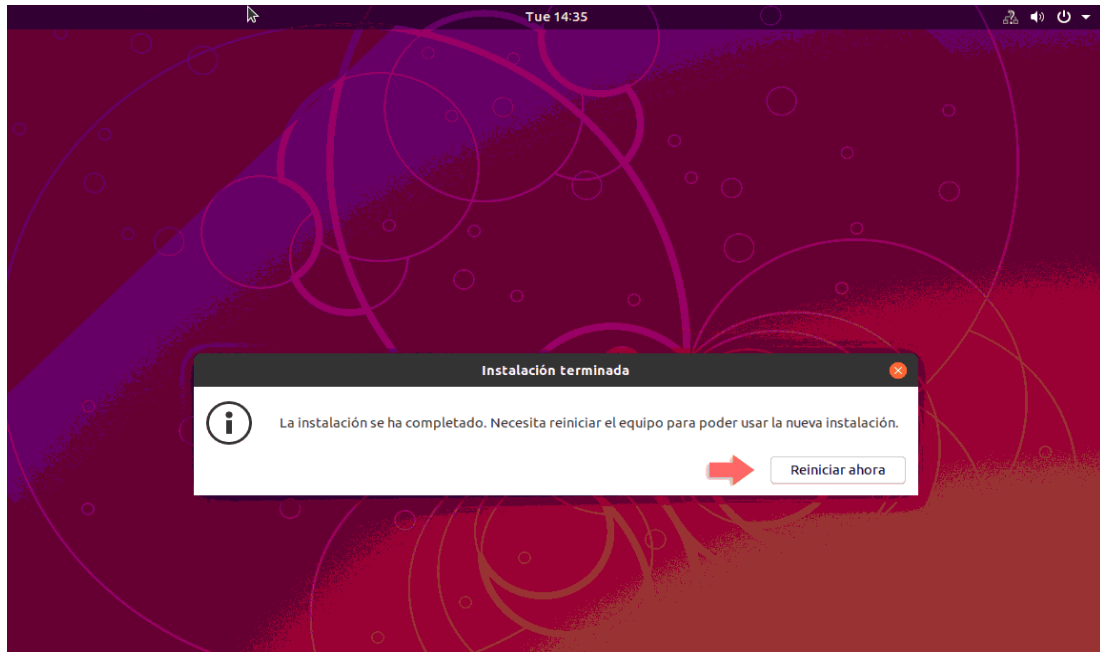 Tue 14:35
Instalación terminada
La instalación se ha completado. Necesita reiniciar el equipo para poder usar la nueva instalación.
Reiniciar ahora